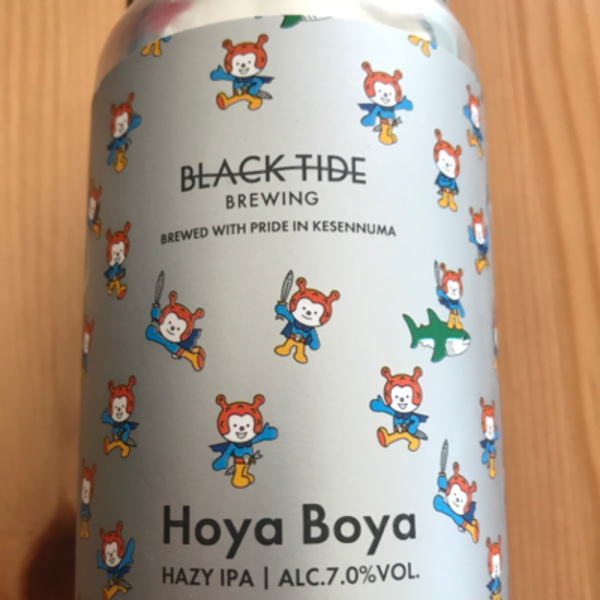 BLACK TIDE
BREWING
BREWED WITH PRIDE IN KESENNUMA
Hoya Boya
HAZY IPA | ALC.7.0%VOL.